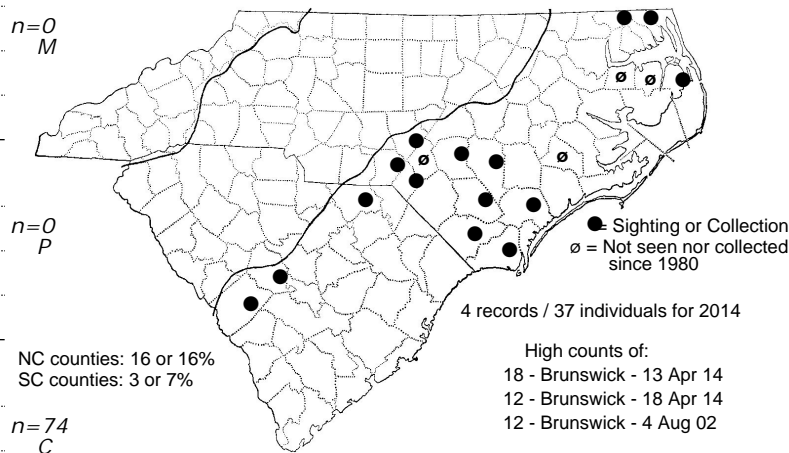 n=0
M
n=0
P
n=74
C
ø
ø
ø
ø
= Sighting or Collection
ø = Not seen nor collected
since 1980
4 records / 37 individuals for 2014
NC counties: 16 or 16%
SC counties: 3 or 7%
High counts of:
18 - Brunswick - 13 Apr 14
12 - Brunswick - 18 Apr 14
12 - Brunswick - 4 Aug 02